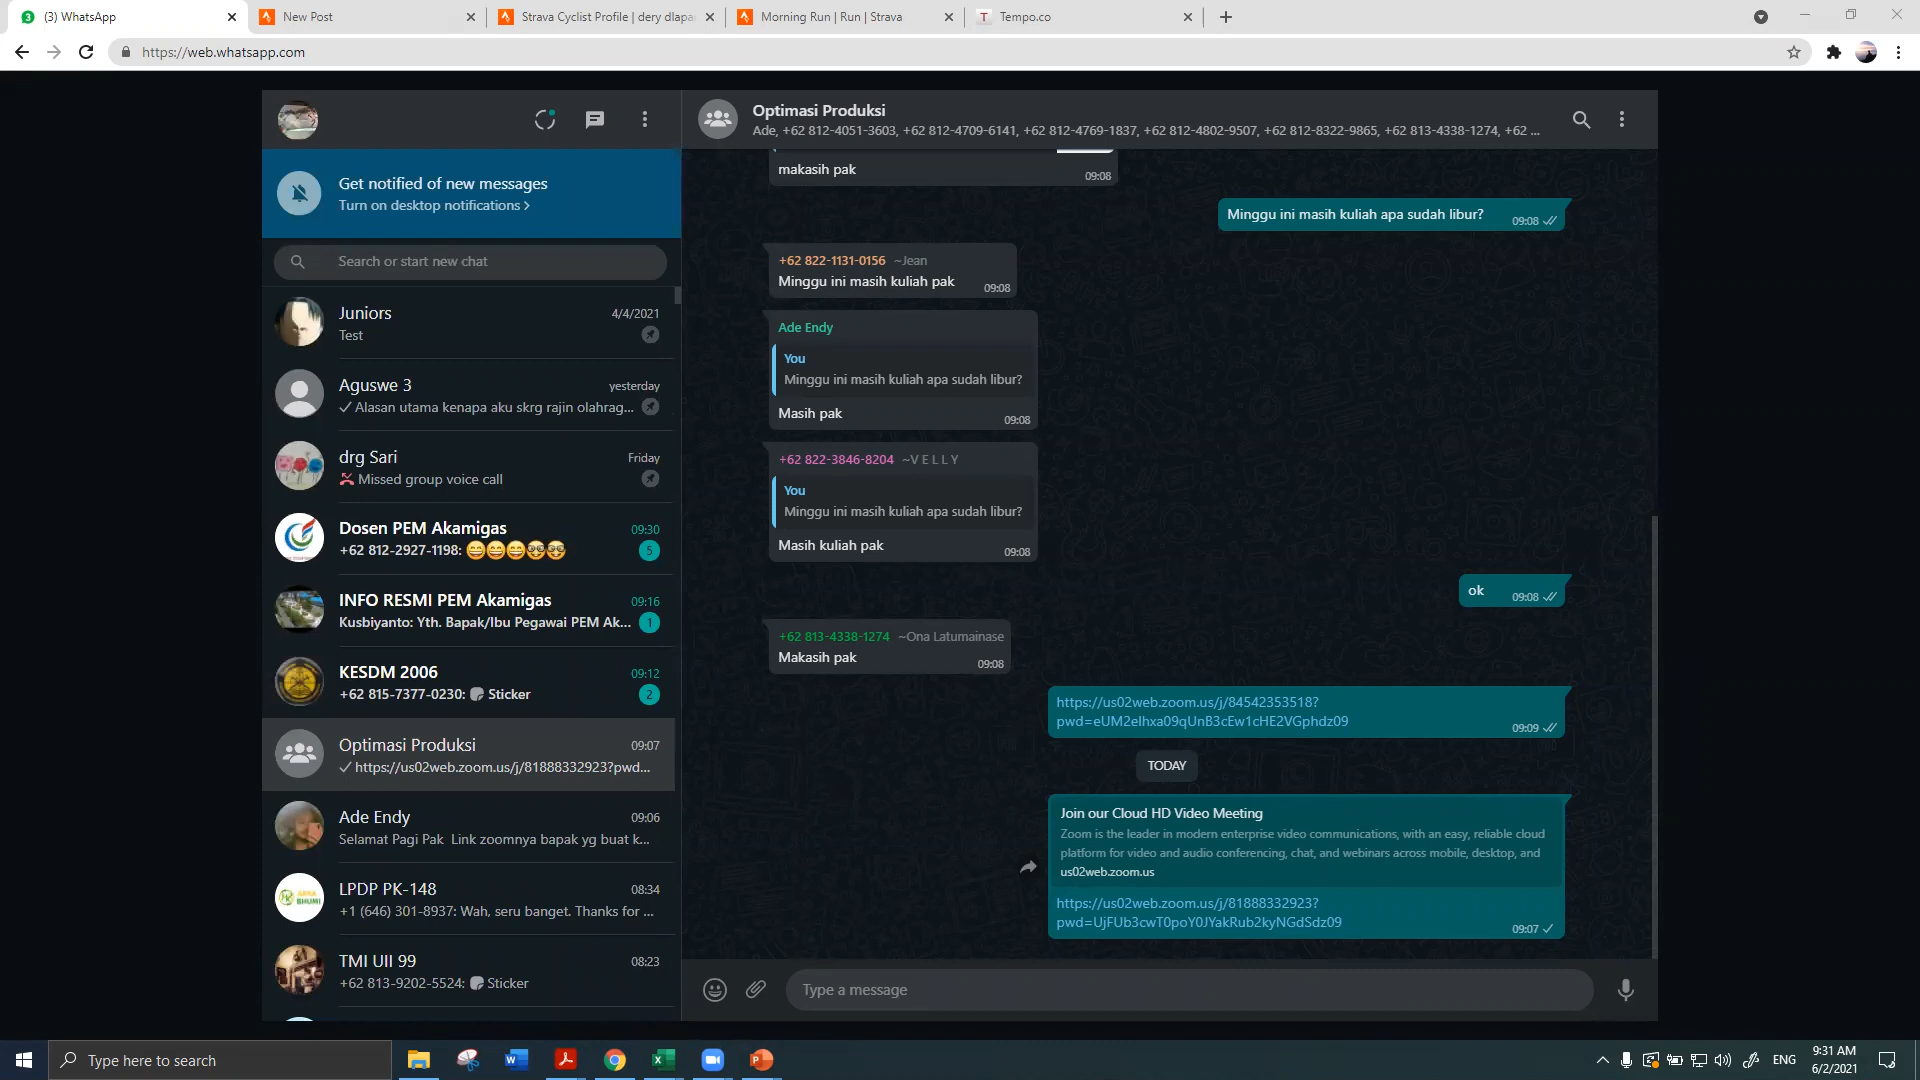 (3) WhatsApp
New Post
Strava Cyclist Profile | dery dlapa
Morning Run | Run | Strava
Tempo.co
https://web.whatsapp.com
Get notified of new messages
Turn on desktop notifications >
Search or start new chat
Juniors 4/4/2021
Test
Aguswe 3 yesterday
Alasan utama kenapa aku skrg rajin olahrag...
drg Sari Friday
Missed group voice call
Dosen PEM Akamigas 09:30
+62 812-2927-1198: 😄😄😄🤓🤓 5
INFO RESMI PEM Akamigas 09:16
Kusbiyanto: Yth. Bapak/Ibu Pegawai PEM Ak... 1
KESDM 2006 09:12
+62 815-7377-0230: Sticker 2
Optimasi Produksi 09:07
https://us02web.zoom.us/j/81888332923?pwd...
Ade Endy 09:06
Selamat Pagi Pak Link zoomnya bapak yg buat k...
LPDP PK-148 08:34
+1 (646) 301-8937: Wah, seru banget. Thanks for ...
TMI UII 99 08:23
+62 813-9202-5524: Sticker
Optimasi Produksi
Ade, +62 812-4051-3603, +62 812-4709-6141, +62 812-4769-1837, +62 812-4802-9507, +62 812-8322-9865, +62 813-4338-1274, +62 ...
makasih pak
09:08
Minggu ini masih kuliah apa sudah libur? 09:08
+62 822-1131-0156 ~Jean
Minggu ini masih kuliah pak 09:08
Ade Endy
You
Minggu ini masih kuliah apa sudah libur?
Masih pak 09:08
+62 822-3846-8204 ~V E L L Y
You
Minggu ini masih kuliah apa sudah libur?
Masih kuliah pak 09:08
ok 09:08
+62 813-4338-1274 ~Ona Latumainase
Makasih pak 09:08
https://us02web.zoom.us/j/84542353518?
pwd=eUM2elhxa09qUnB3cEw1cHE2VGphdz09 09:09
TODAY
Join our Cloud HD Video Meeting
Zoom is the leader in modern enterprise video communications, with an easy, reliable cloud
platform for video and audio conferencing, chat, and webinars across mobile, desktop, and
us02web.zoom.us
https://us02web.zoom.us/j/81888332923?
pwd=UjFUb3cwT0poY0JYakRub2kyNGdSdz09 09:07
Type a message
Type here to search
ENG
9:31 AM
6/2/2021